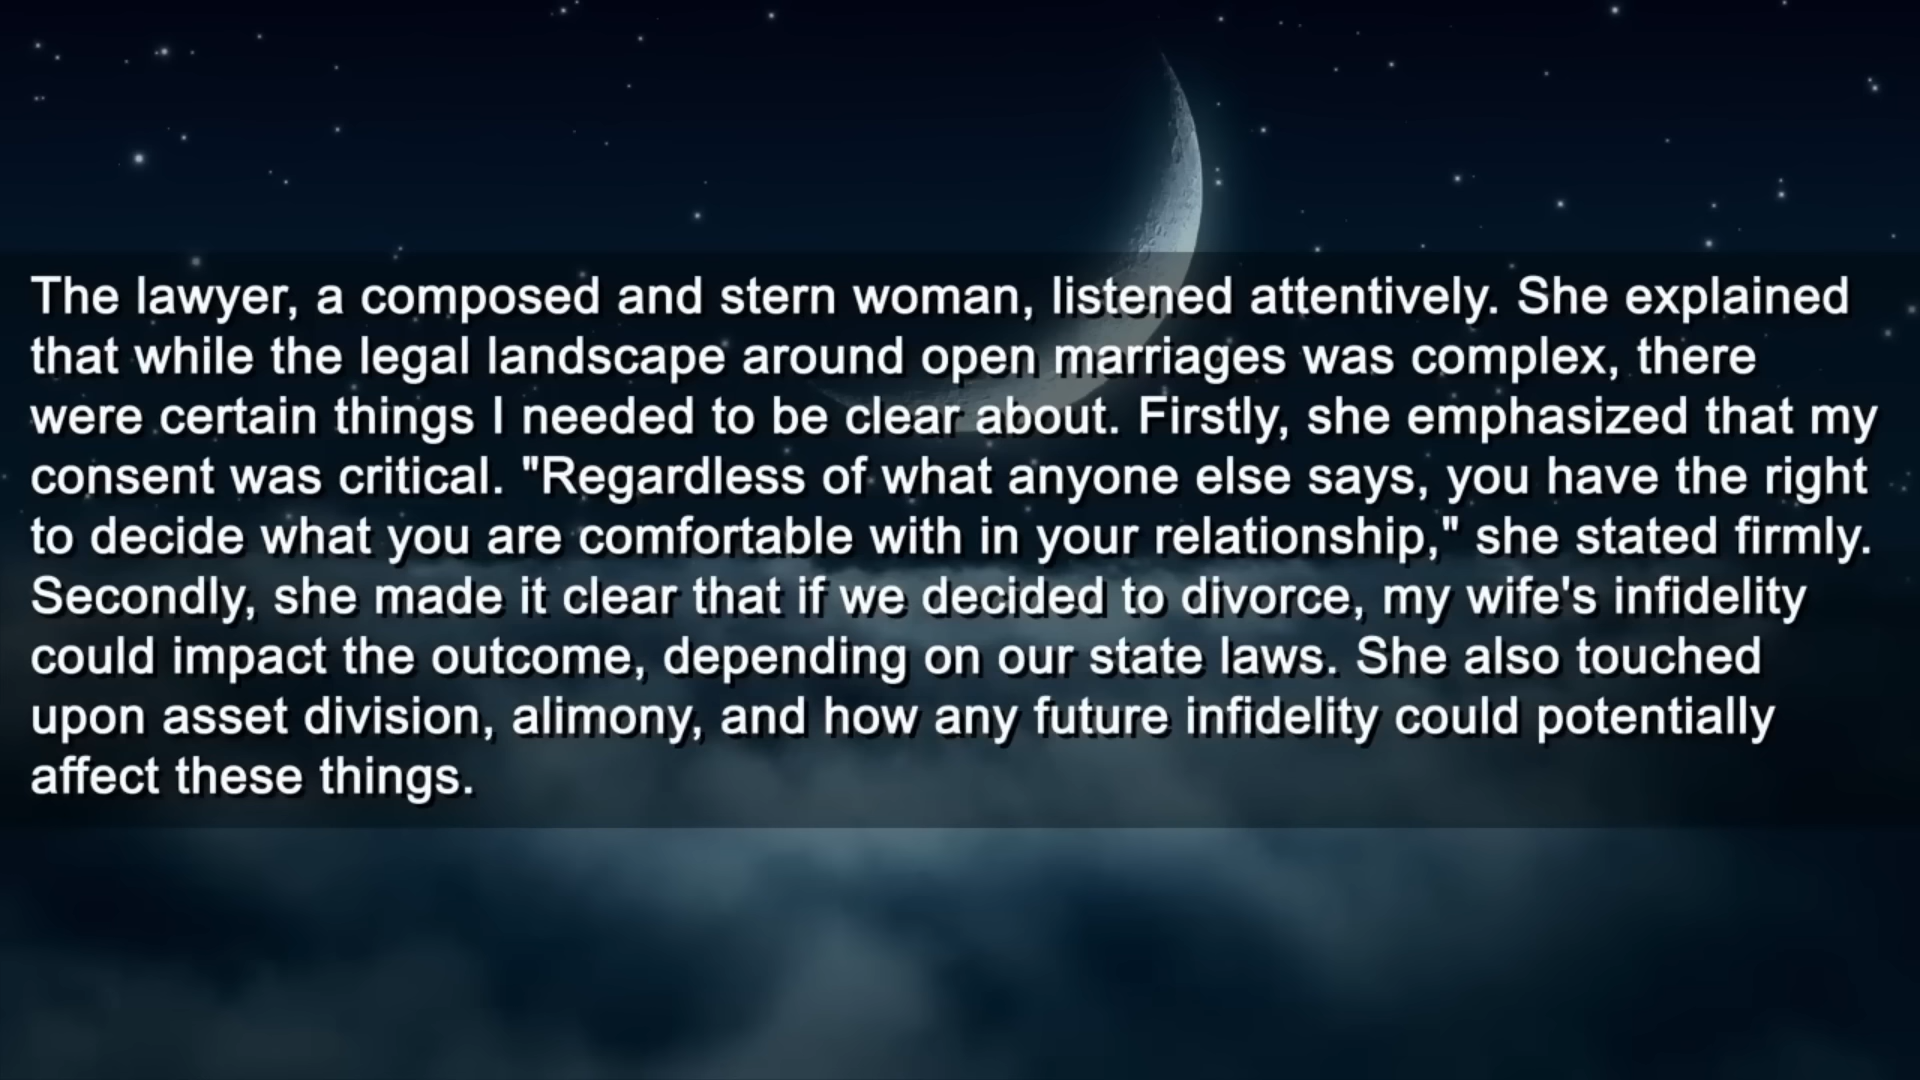 The lawyer, a composed and stern woman, listened attentively. She explained
that while the legal landscape around open marriages was complex, there
were certain things I needed to be clear about. Firstly, she emphasized that my
consent was critical. "Regardless of what anyone else says, you have the right
to decide what you are comfortable with in your relationship," she stated firmly.
Secondly, she made it clear that if we decided to divorce, my wife's infidelity
could impact the outcome, depending on our state laws. She also touched
upon asset division, alimony, and how any future infidelity could potentially
affect these things.